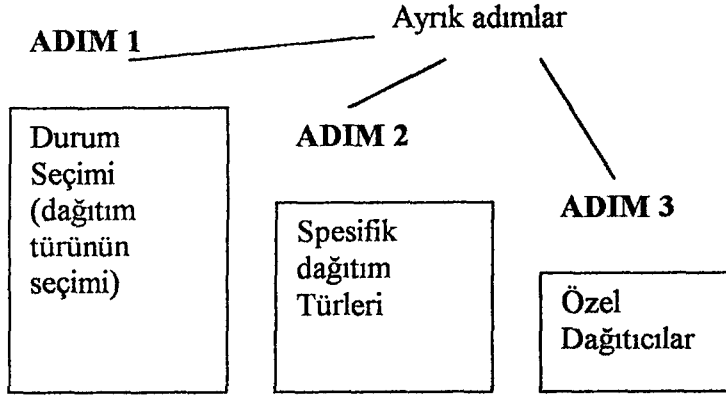 Ayrık adımlar
ADIM 1
Durum
Seçimi
(dağıtım
türünün
seçimi)
ADIM 2
Spesifik
dağıtım
Türleri
ADIM 3
Özel
Dağıtıcılar